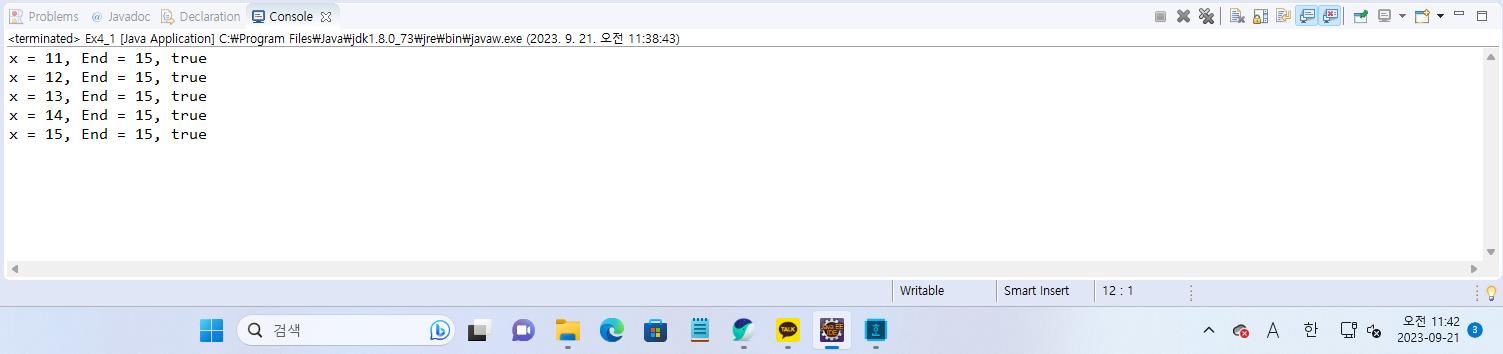 Problems @ Javadoc Declaration Console
<terminated> Ex4_1 [Java Application] C:₩Program Files₩Java₩jdk1.8.0_73₩jre₩bin₩javaw.exe (2023. 9. 21. 오전 11:38:43)
x = 11, End = 15, true
x = 12, End = 15, true
x = 13, End = 15, true
x = 14, End = 15, true
x = 15, End = 15, true
Writable Smart Insert 12 : 1
검색 TALK Java EE IDE A 한 오전 11:42
2023-09-21 3